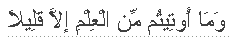 وَمَا أُوتِيتُم مِّن الْعِلْمِ إِلاَّ قَلِيلاً